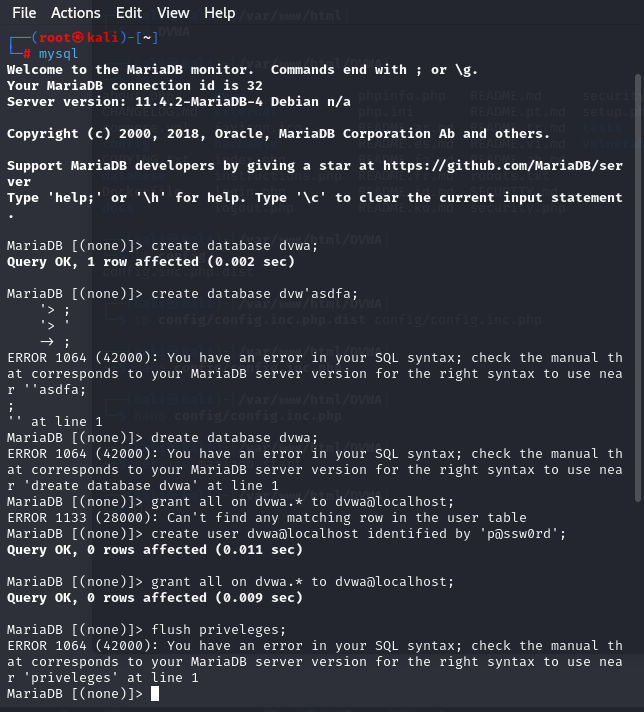 File Actions Edit View Help
┌──(root㉿kali)-[~]
└─# mysql
Welcome to the MariaDB monitor.  Commands end with ; or \g.
Your MariaDB connection id is 32
Server version: 11.4.2-MariaDB-4 Debian n/a

Copyright (c) 2000, 2018, Oracle, MariaDB Corporation Ab and others.

Support MariaDB developers by giving a star at https://github.com/MariaDB/ser
ver
Type 'help;' or '\h' for help. Type '\c' to clear the current input statement
.

MariaDB [(none)]> create database dvwa;
Query OK, 1 row affected (0.002 sec)

MariaDB [(none)]> create database dvw'asdfa;
    '> ;
    '> '
    -> ;
ERROR 1064 (42000): You have an error in your SQL syntax; check the manual th
at corresponds to your MariaDB server version for the right syntax to use nea
r ''asdfa;
;
'' at line 1
MariaDB [(none)]> dreate database dvwa;
ERROR 1064 (42000): You have an error in your SQL syntax; check the manual th
at corresponds to your MariaDB server version for the right syntax to use nea
r 'dreate database dvwa' at line 1
MariaDB [(none)]> grant all on dvwa.* to dvwa@localhost;
ERROR 1133 (28000): Can't find any matching row in the user table
MariaDB [(none)]> create user dvwa@localhost identified by 'p@ssw0rd';
Query OK, 0 rows affected (0.011 sec)

MariaDB [(none)]> grant all on dvwa.* to dvwa@localhost;
Query OK, 0 rows affected (0.009 sec)

MariaDB [(none)]> flush priveleges;
ERROR 1064 (42000): You have an error in your SQL syntax; check the manual th
at corresponds to your MariaDB server version for the right syntax to use nea
r 'priveleges' at line 1
MariaDB [(none)]>